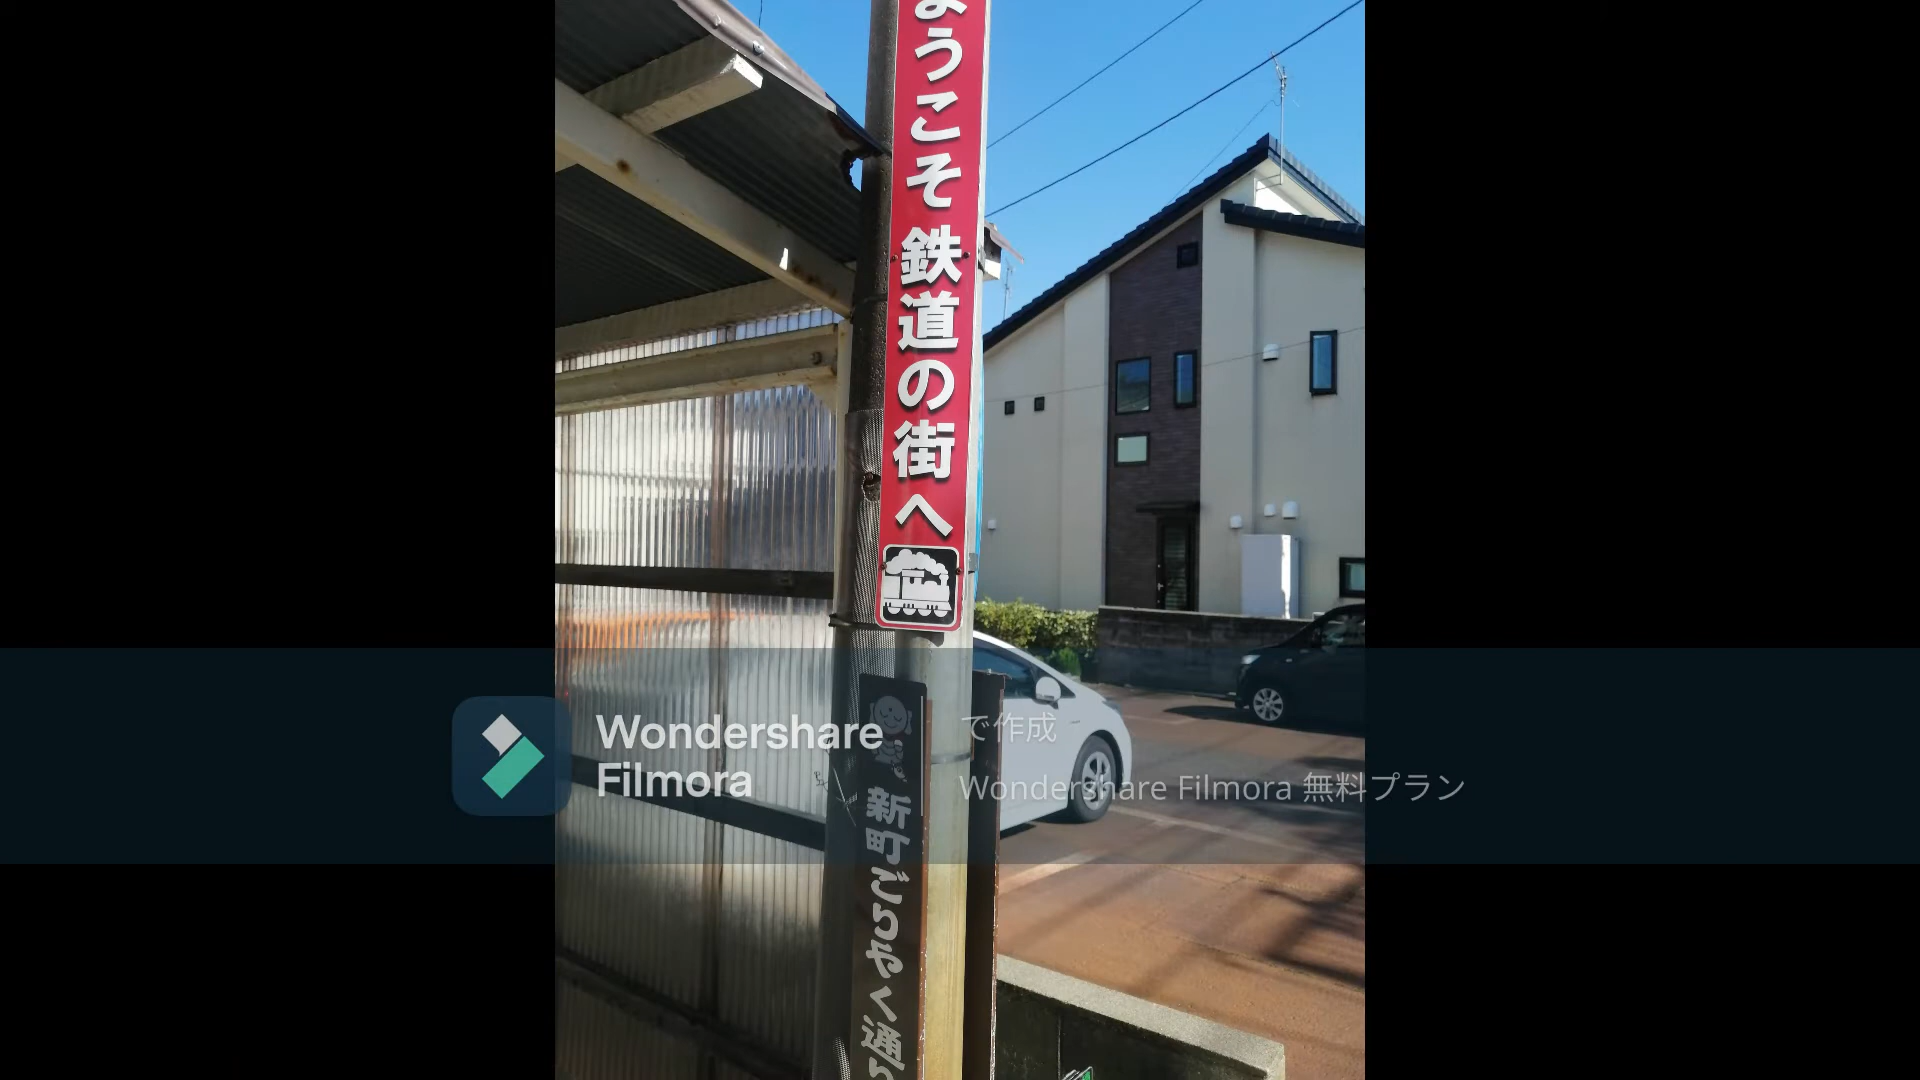 ようこそ 鉄道の街へ
新町ごらく通り
Wondershare
Filmora
で作成
Wondershare Filmora 無料プラン